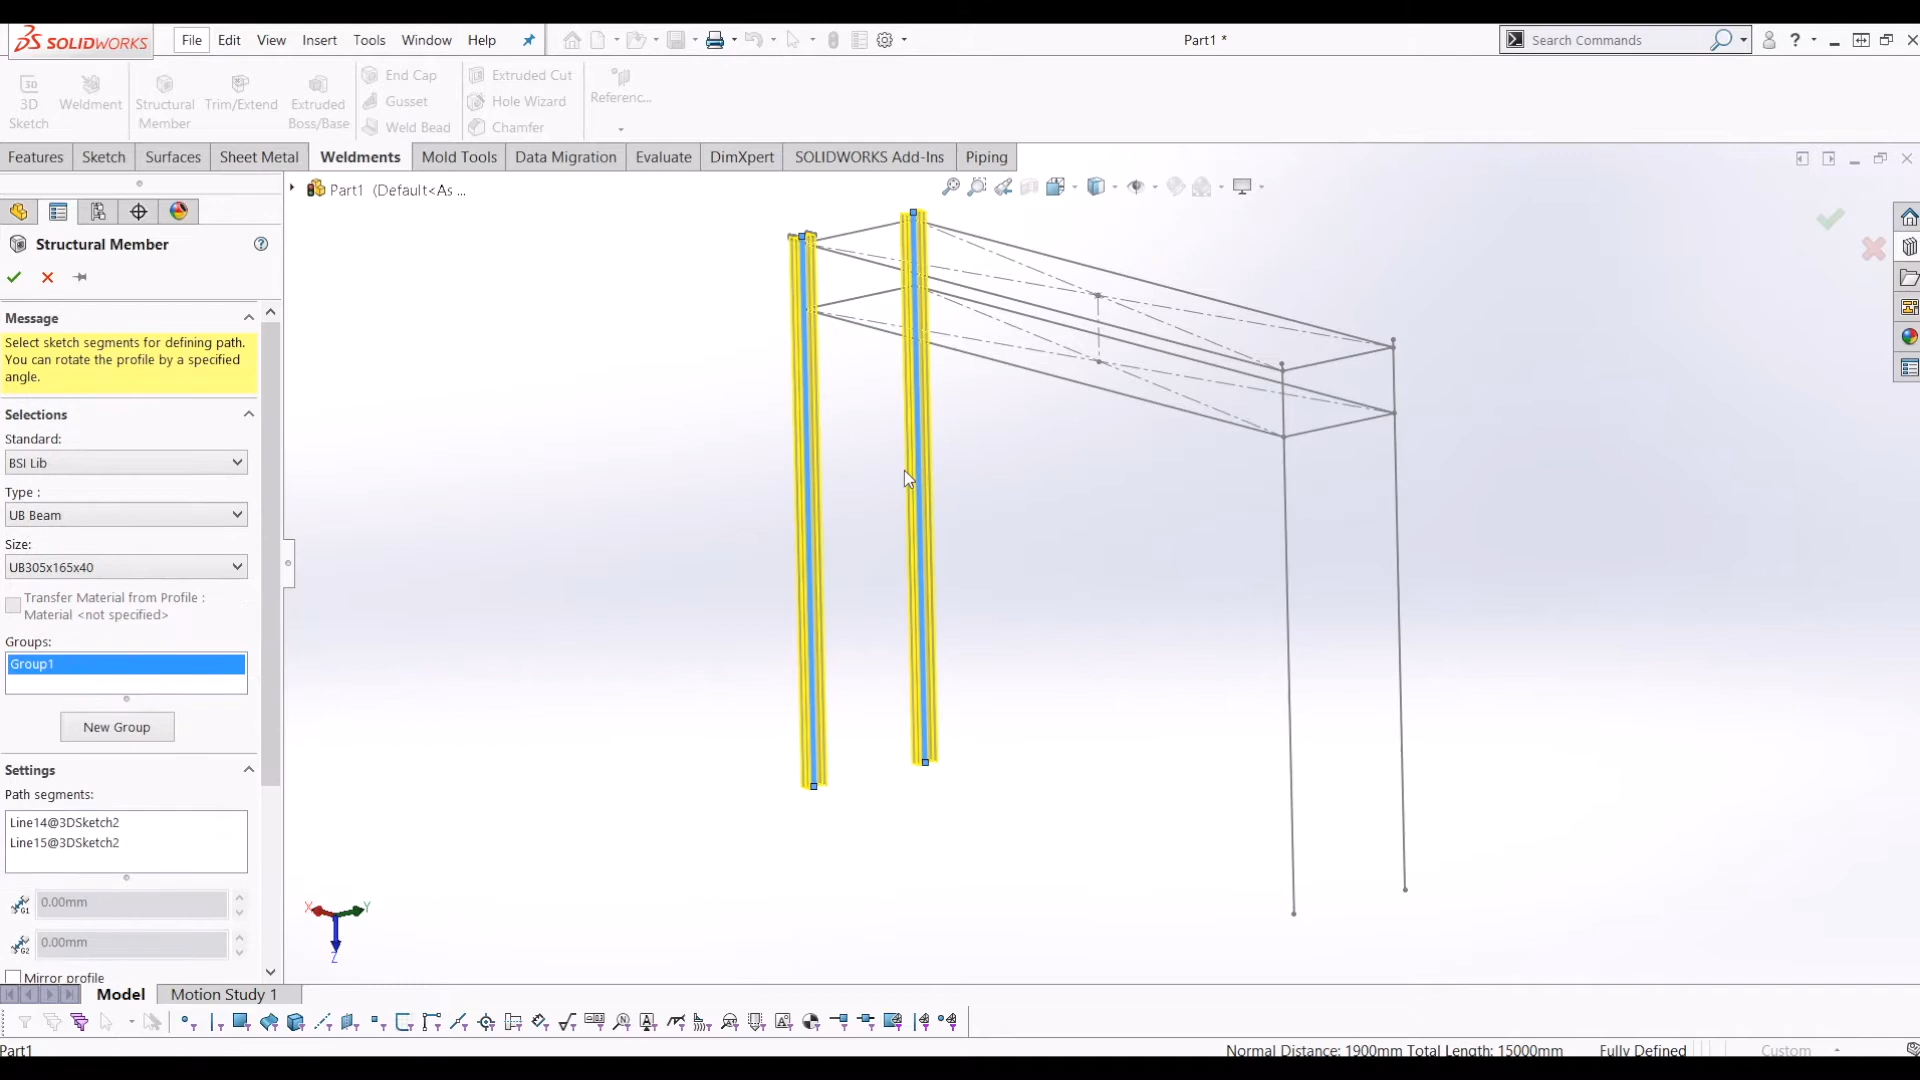 SOLIDWORKS File Edit View Insert Tools Window Help Part1 * Search Commands ?
3D Sketch Weldment Structural Member Trim/Extend Extruded Boss/Base End Cap Gusset Weld Bead Extruded Cut Hole Wizard Chamfer Referenc...
Features Sketch Surfaces Sheet Metal Weldments Mold Tools Data Migration Evaluate DimXpert SOLIDWORKS Add-Ins Piping
Part1 (Default<As ...
Structural Member ?
Message
Select sketch segments for defining path.
You can rotate the profile by a specified
angle.
Selections
Standard:
BSI Lib
Type :
UB Beam
Size:
UB305x165x40
Transfer Material from Profile :
Material <not specified>
Groups:
Group1
New Group
Settings
Path segments:
Line14@3DSketch2
Line15@3DSketch2
G1 0.00mm
G2 0.00mm
Mirror profile
X Y
Z
Model Motion Study 1
Part1 Normal Distance: 1900mm Total Length: 15000mm Fully Defined Custom